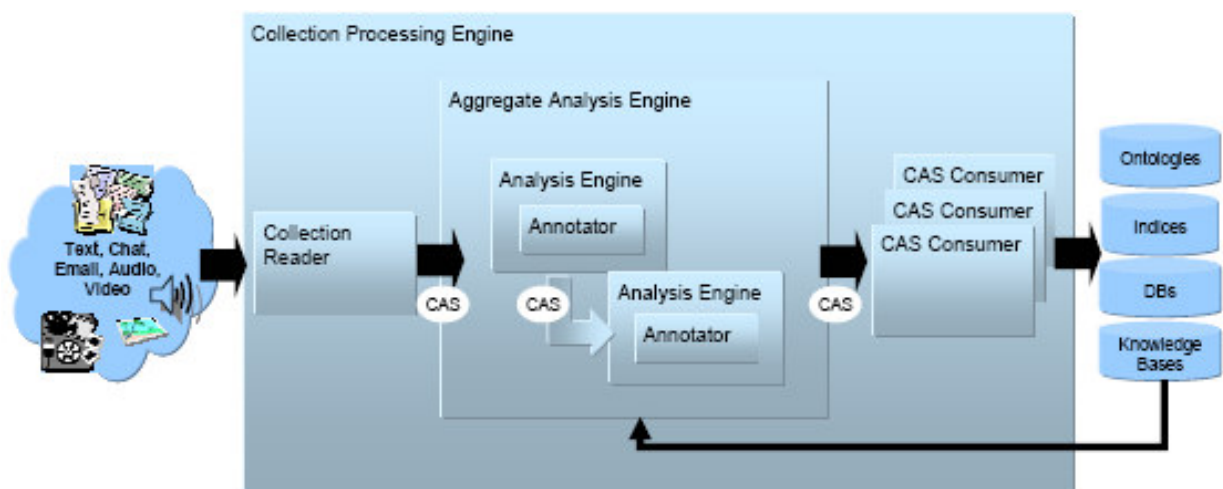 Collection Processing Engine
Aggregate Analysis Engine
Text, Chat,
Email, Audio,
Video
Collection
Reader
CAS
Analysis Engine
Annotator
CAS
Analysis Engine
Annotator
CAS
CAS Consumer
CAS Consumer
CAS Consumer
Ontologies
Indices
DBs
Knowledge
Bases